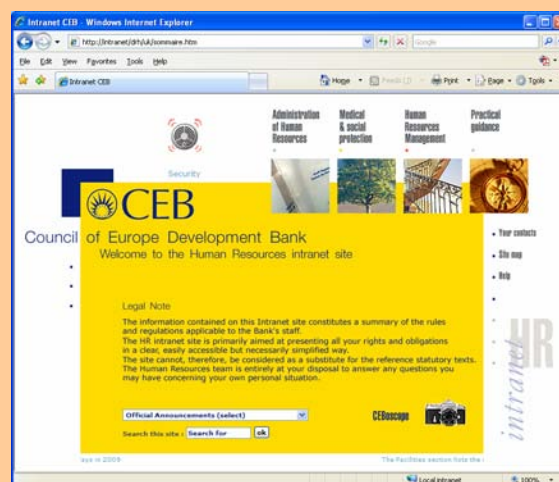 Intranet CEB - Windows Internet Explorer
http://intranet/drh/uk/sommaire.htm
Google
File Edit View Favorites Tools Help
Intranet CEB
Home Print Page Tools
Administration
of Human
Resources
Medical
& social
protection
Human
Resources
Management
Practical
guidance
Security
CEB
Council of Europe Development Bank
Welcome to the Human Resources intranet site
Your contacts
Site map
Help
Legal Note
The information contained on this Intranet site constitutes a summary of the rules
and regulations applicable to the Bank's staff.
The HR intranet site is primarily aimed at presenting all your rights and obligations
in a clear, easily accessible but necessarily simplified way.
The site cannot, therefore, be considered as a substitute for the reference statutory texts.
The Human Resources team is entirely at your disposal to answer any questions you
may have concerning your own personal situation.
HR
intranet
Official Announcements (select)
CEBoscope
Search this site : Search for ok
in 2009
The Facilities section hots the
Local intranet
100%